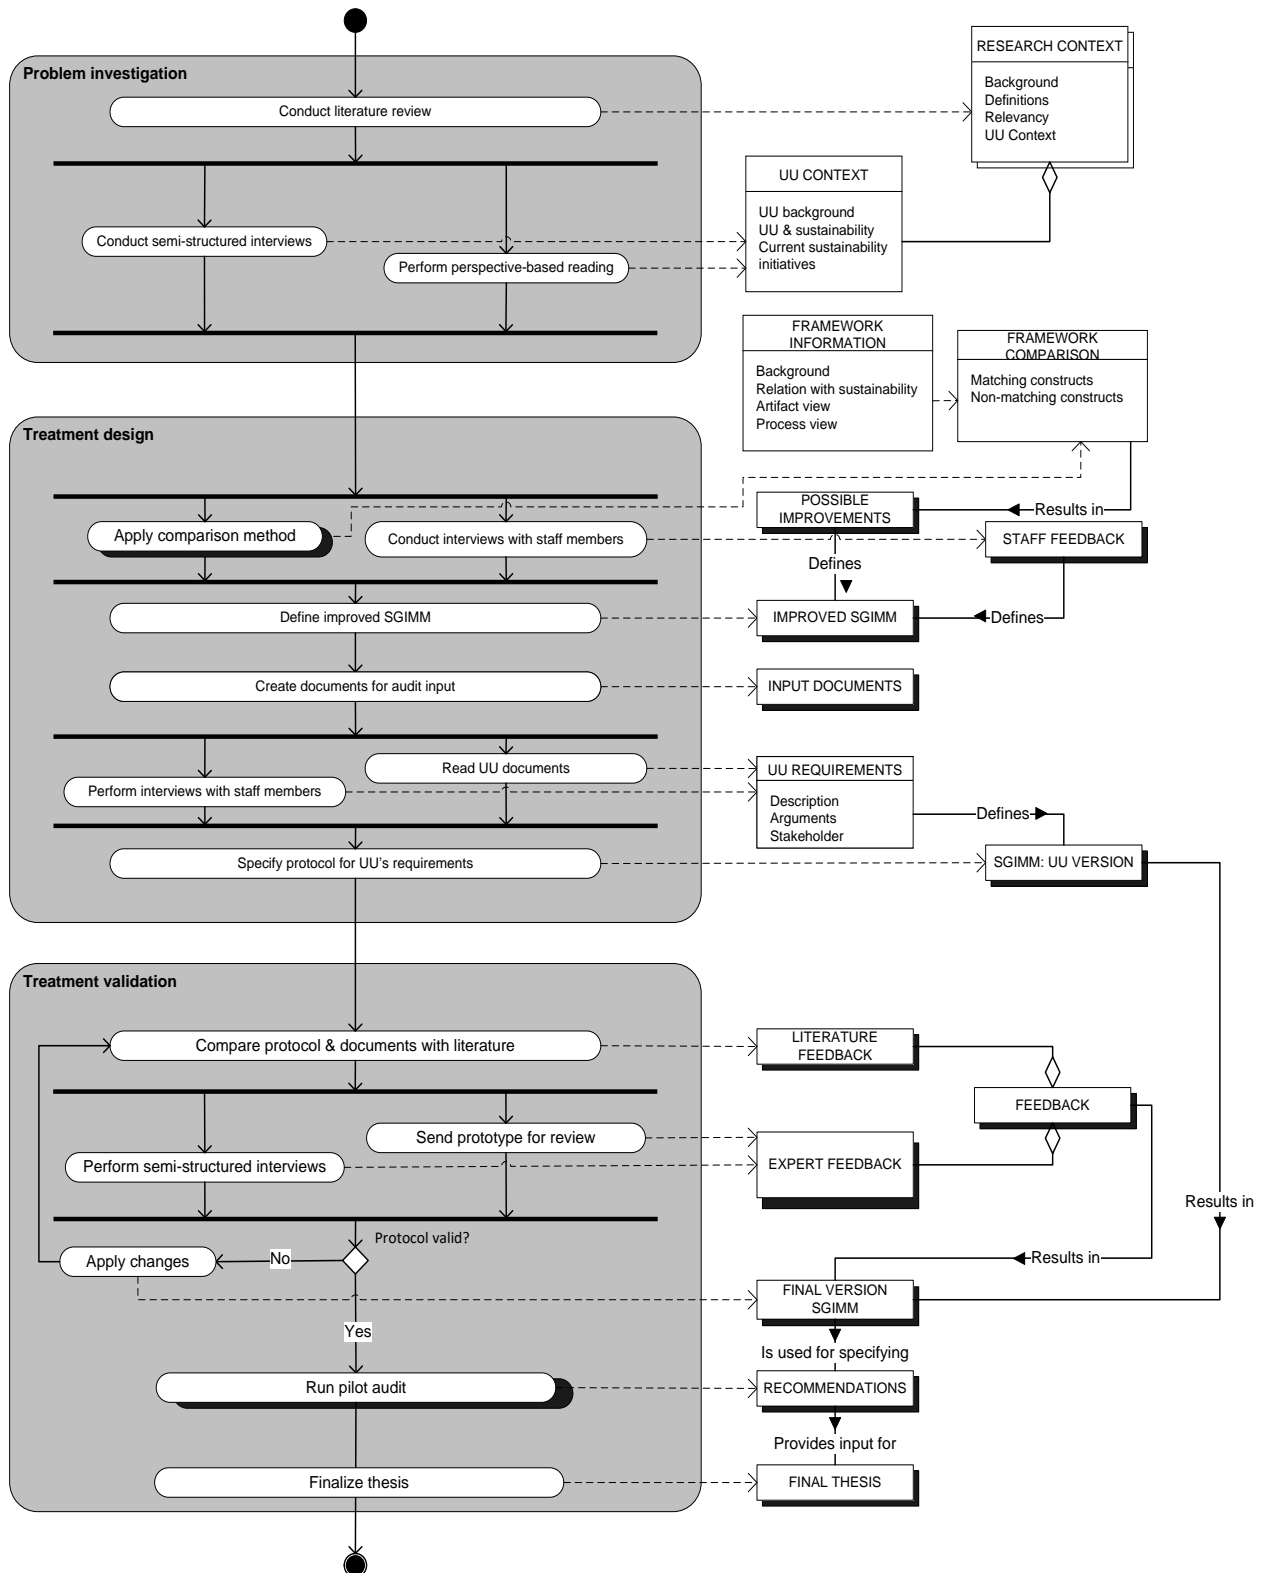 Problem investigation
Conduct literature review
Conduct semi-structured interviews
Perform perspective-based reading
RESEARCH CONTEXT
Background
Definitions
Relevancy
UU Context
UU CONTEXT
UU background
UU & sustainability
Current sustainability
initiatives
FRAMEWORK
INFORMATION
Background
Relation with sustainability
Artifact view
Process view
FRAMEWORK
COMPARISON
Matching constructs
Non-matching constructs
Treatment design
Apply comparison method
Conduct interviews with staff members
POSSIBLE
IMPROVEMENTS
Results in
STAFF FEEDBACK
Defines
Define improved SGIMM
IMPROVED SGIMM
Defines
Create documents for audit input
INPUT DOCUMENTS
Read UU documents
Perform interviews with staff members
UU REQUIREMENTS
Description
Arguments
Stakeholder
Defines
Specify protocol for UU's requirements
SGIMM: UU VERSION
Treatment validation
Compare protocol & documents with literature
LITERATURE
FEEDBACK
FEEDBACK
Send prototype for review
Perform semi-structured interviews
EXPERT FEEDBACK
Results in
Protocol valid?
No
Apply changes
Results in
FINAL VERSION
SGIMM
Yes
Is used for specifying
Run pilot audit
RECOMMENDATIONS
Provides input for
Finalize thesis
FINAL THESIS